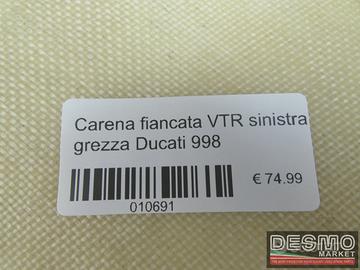 Carena fiancata VTR sinistra
grezza Ducati 998
€ 74.99
010691
DESMO
MARKET